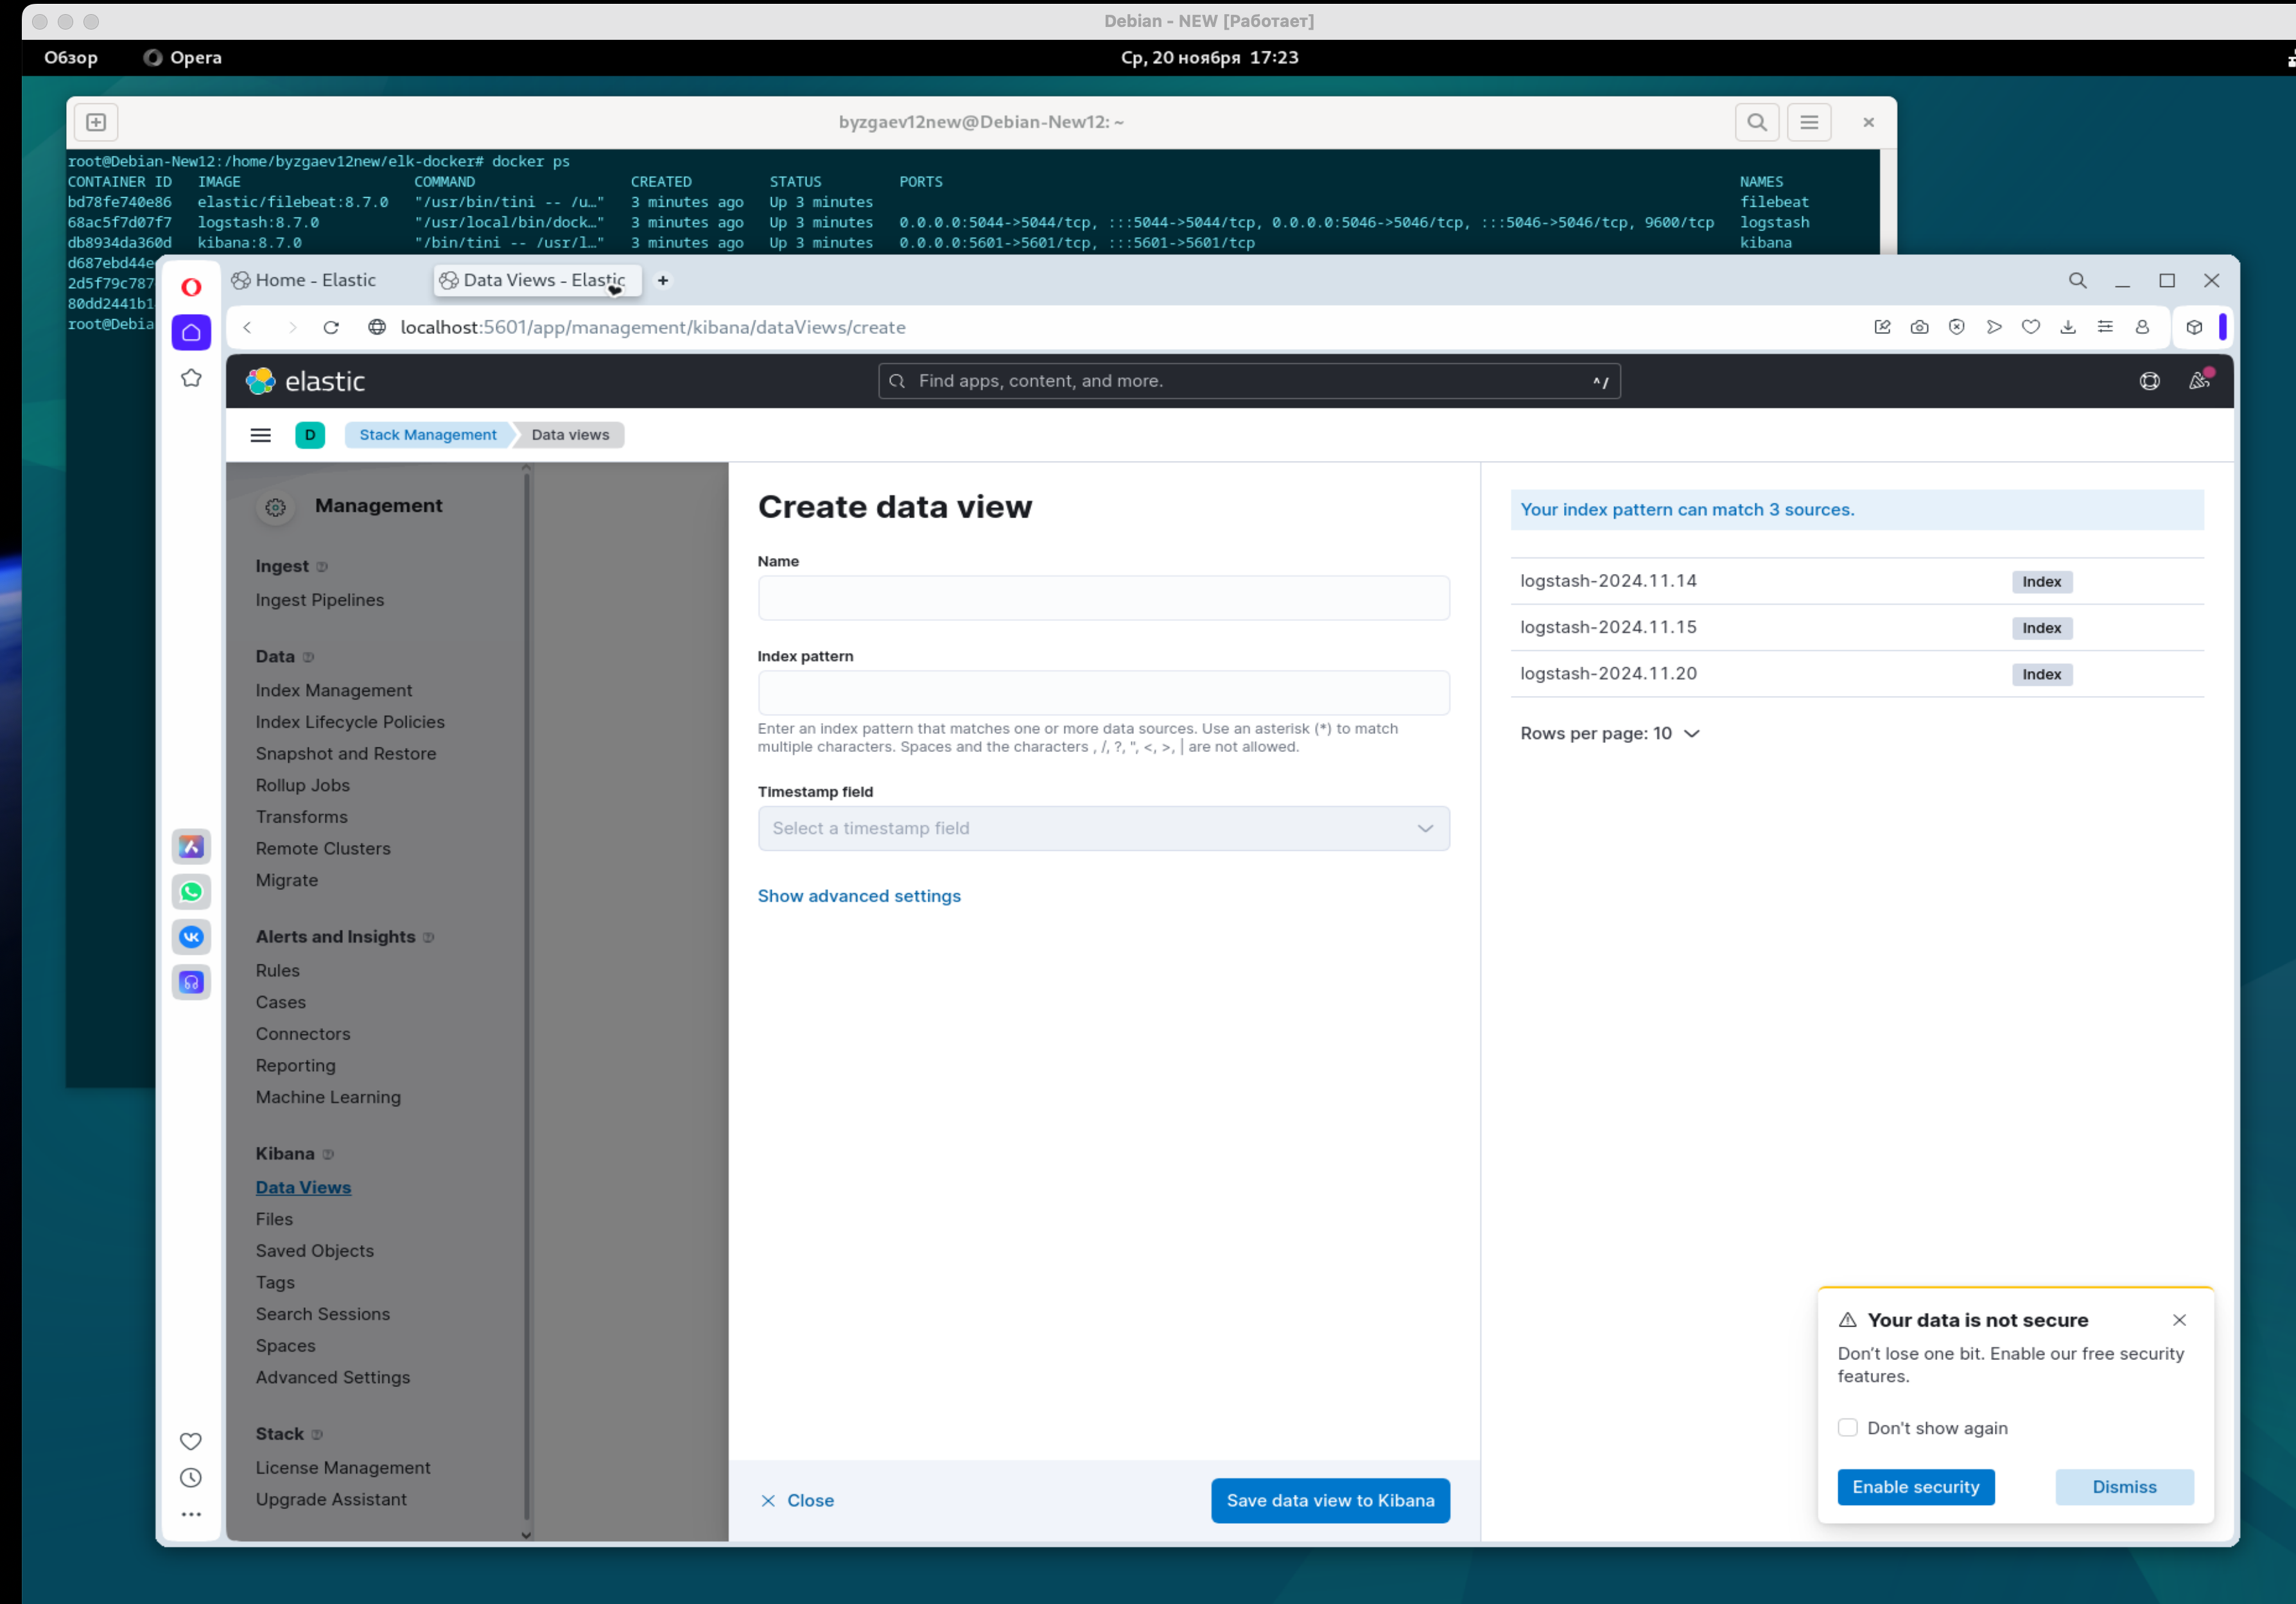 Debian - NEW [Работает]
Обзор Opera Ср, 20 ноября 17:23
byzgaev12new@Debian-New12: ~
root@Debian-New12:/home/byzgaev12new/elk-docker# docker ps
CONTAINER ID IMAGE COMMAND CREATED STATUS PORTS NAMES
bd78fe740e86 elastic/filebeat:8.7.0 "/usr/bin/tini -- /u…" 3 minutes ago Up 3 minutes filebeat
68ac5f7d07f7 logstash:8.7.0 "/usr/local/bin/dock…" 3 minutes ago Up 3 minutes 0.0.0.0:5044->5044/tcp, :::5044->5044/tcp, 0.0.0.0:5046->5046/tcp, :::5046->5046/tcp, 9600/tcp logstash
db8934da360d kibana:8.7.0 "/bin/tini -- /usr/l…" 3 minutes ago Up 3 minutes 0.0.0.0:5601->5601/tcp, :::5601->5601/tcp kibana
d687ebd44e
2d5f79c787
80dd2441b1
root@Debia
Home - Elastic Data Views - Elastic
localhost:5601/app/management/kibana/dataViews/create
elastic Find apps, content, and more. ^/
D Stack Management Data views
Management
Ingest
Ingest Pipelines
Data
Index Management
Index Lifecycle Policies
Snapshot and Restore
Rollup Jobs
Transforms
Remote Clusters
Migrate
Alerts and Insights
Rules
Cases
Connectors
Reporting
Machine Learning
Kibana
Data Views
Files
Saved Objects
Tags
Search Sessions
Spaces
Advanced Settings
Stack
License Management
Upgrade Assistant
Create data view
Name
Index pattern
Enter an index pattern that matches one or more data sources. Use an asterisk (*) to match
multiple characters. Spaces and the characters , /, ?, ", <, >, | are not allowed.
Timestamp field
Select a timestamp field
Show advanced settings
Close Save data view to Kibana
Your index pattern can match 3 sources.
logstash-2024.11.14 Index
logstash-2024.11.15 Index
logstash-2024.11.20 Index
Rows per page: 10
Your data is not secure
Don't lose one bit. Enable our free security
features.
Don't show again
Enable security Dismiss